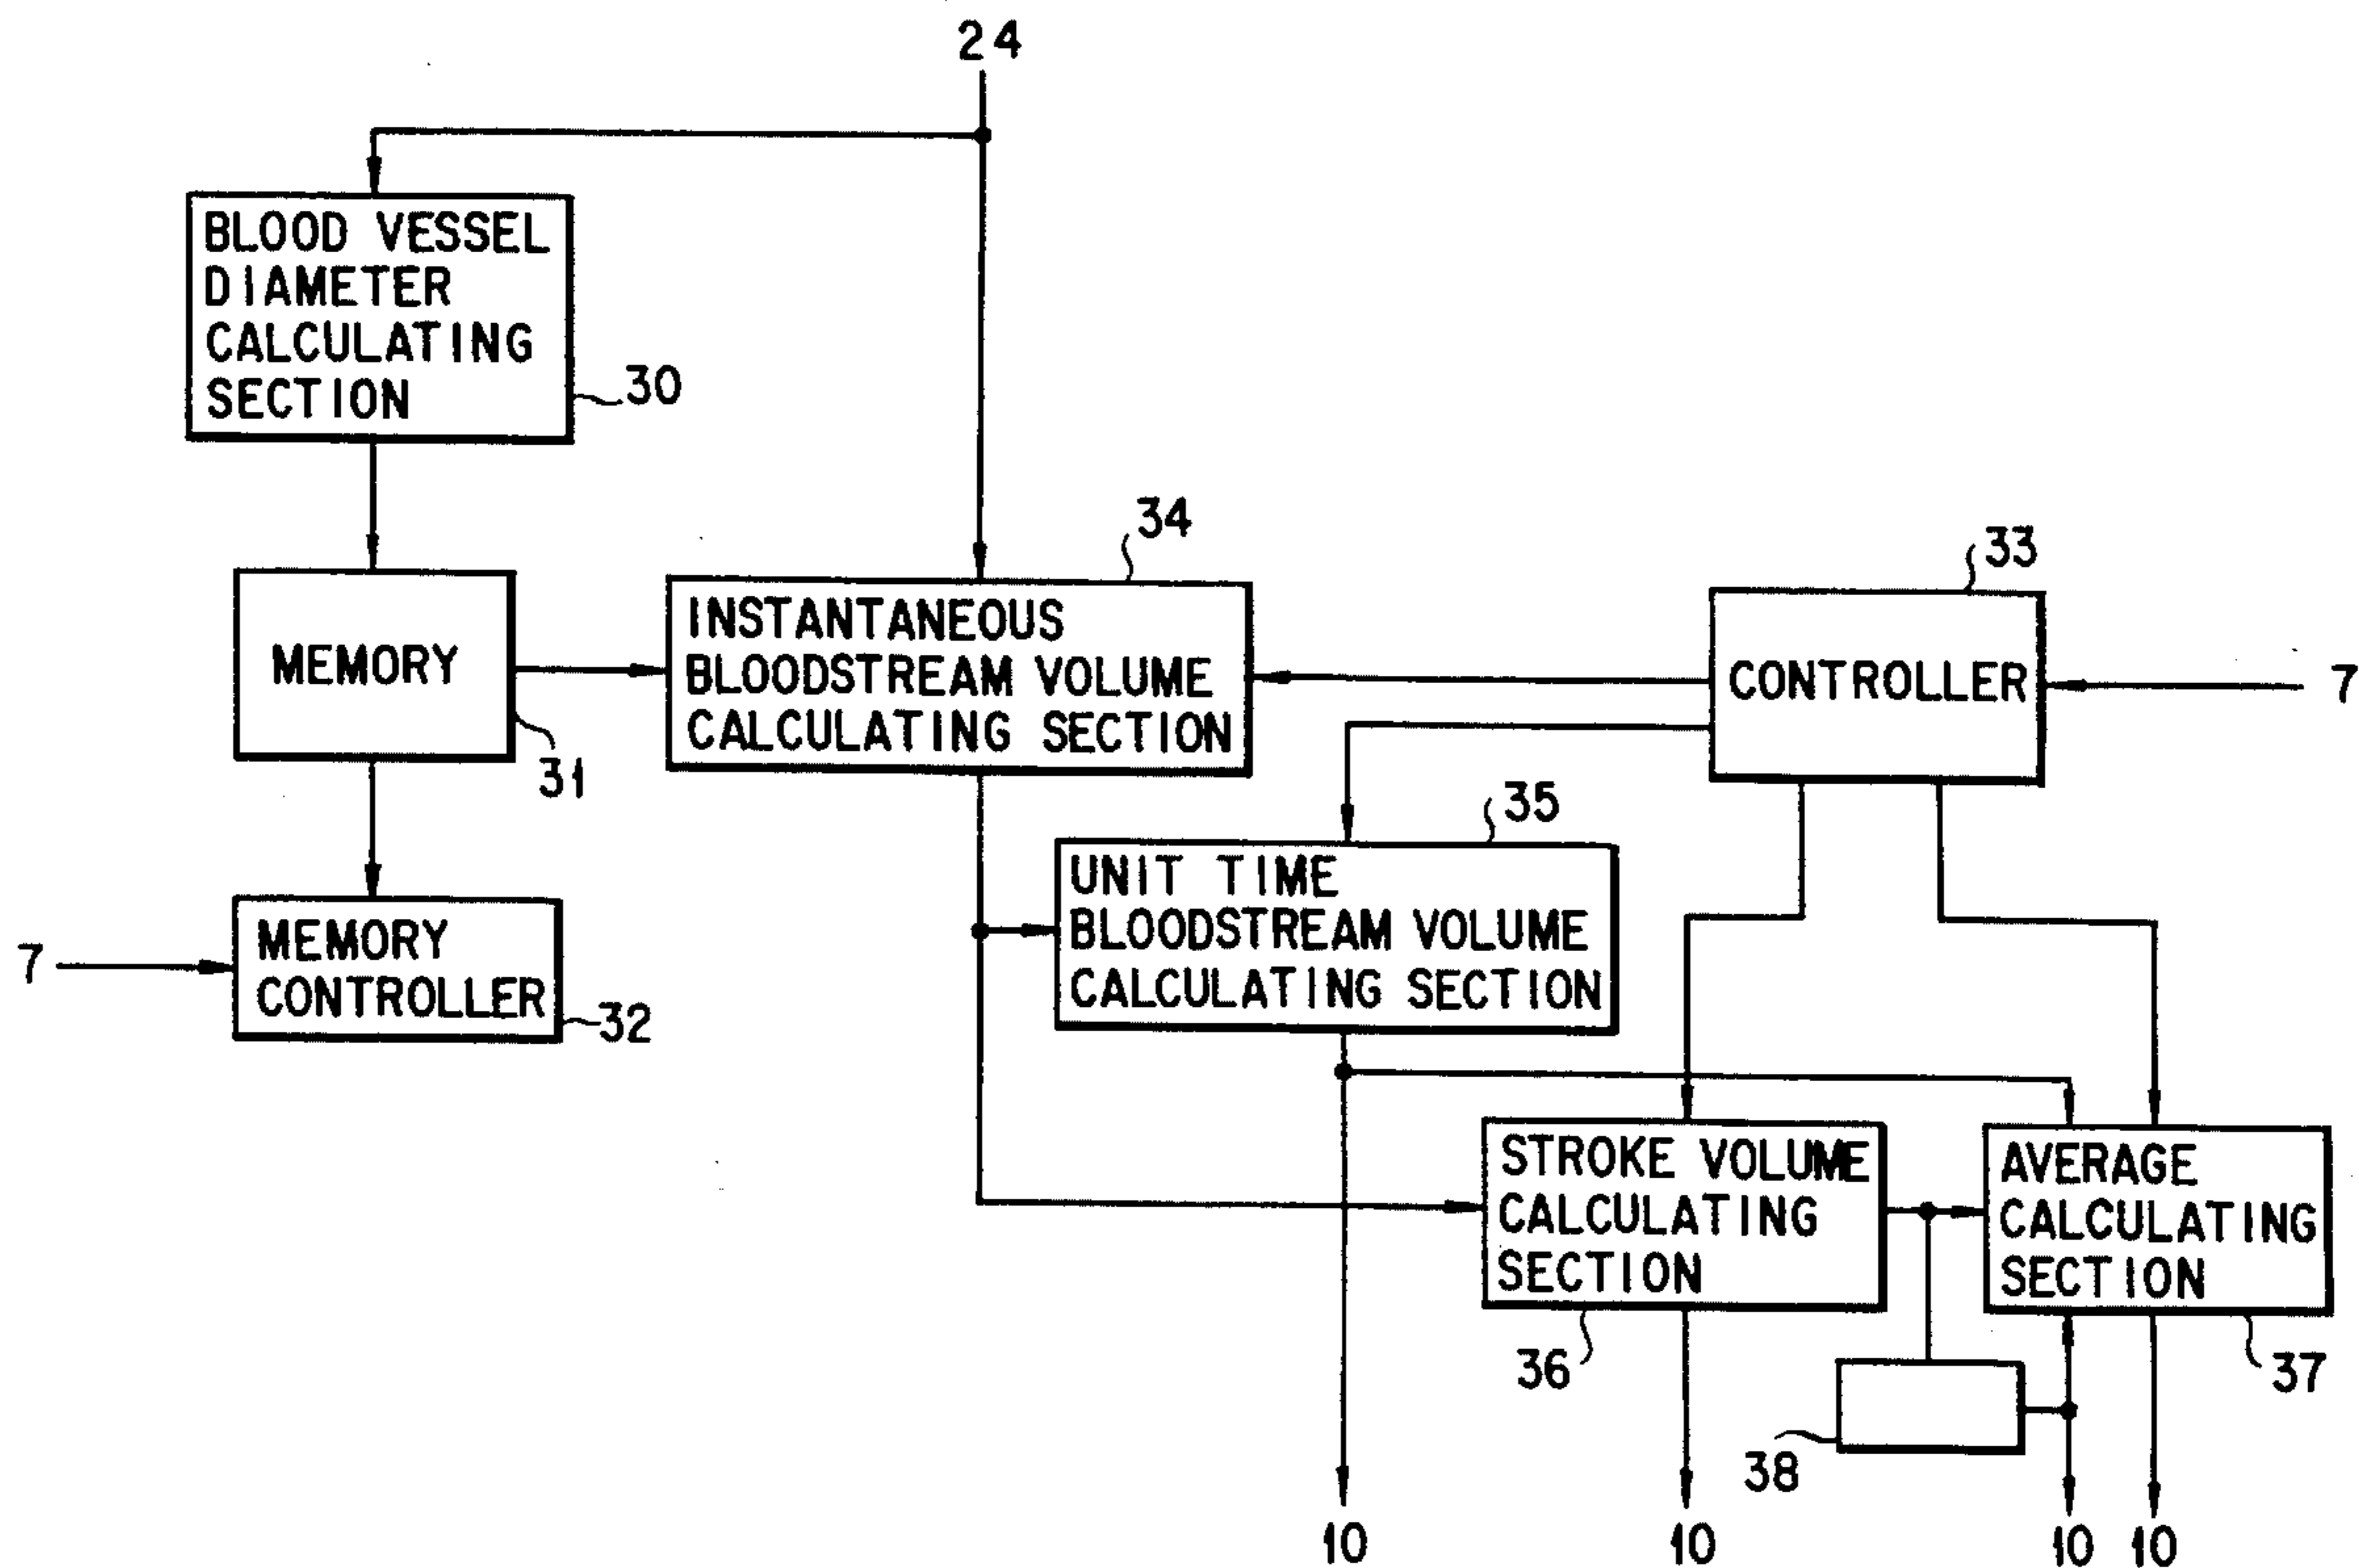 24
BLOOD VESSEL
DIAMETER
CALCULATING
SECTION
30
34
33
MEMORY
31
INSTANTANEOUS
BLOODSTREAM VOLUME
CALCULATING SECTION
CONTROLLER
7
35
7
MEMORY
CONTROLLER
32
UNIT TIME
BLOODSTREAM VOLUME
CALCULATING SECTION
STROKE VOLUME
CALCULATING
SECTION
36
AVERAGE
CALCULATING
SECTION
37
38
10
10
10
10